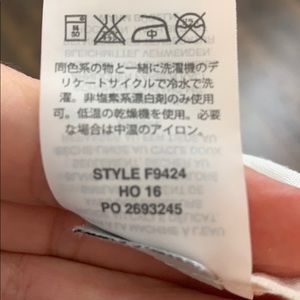 中
同色系の物と一緒に洗濯機のデ
リケートサイクルで冷水で洗
濯。非塩素系漂白剤のみ使用
可。低温の乾燥機を使用。必要
な場合は中温のアイロン。
STYLE F9424
HO 16
PO 2693245